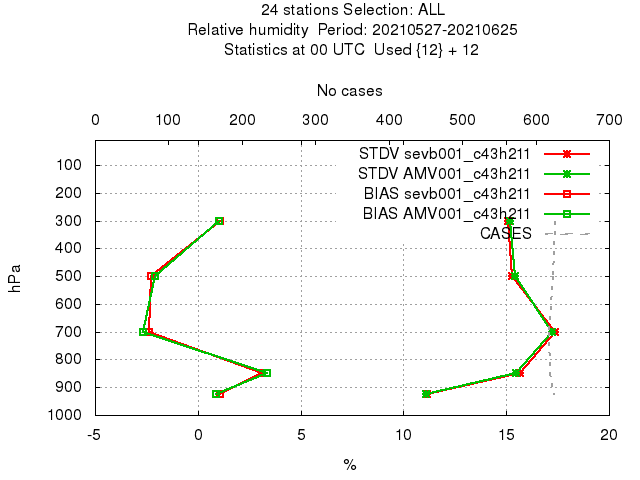 24 stations Selection: ALL
Relative humidity  Period: 20210527-20210625
Statistics at 00 UTC  Used {12} + 12
No cases
0 100 200 300 400 500 600 700
100
200
300
400
500
600
700
800
900
1000
hPa
STDV sevb001_c43h211
STDV AMV001_c43h211
BIAS sevb001_c43h211
BIAS AMV001_c43h211
CASES
-5 0 5 10 15 20
%